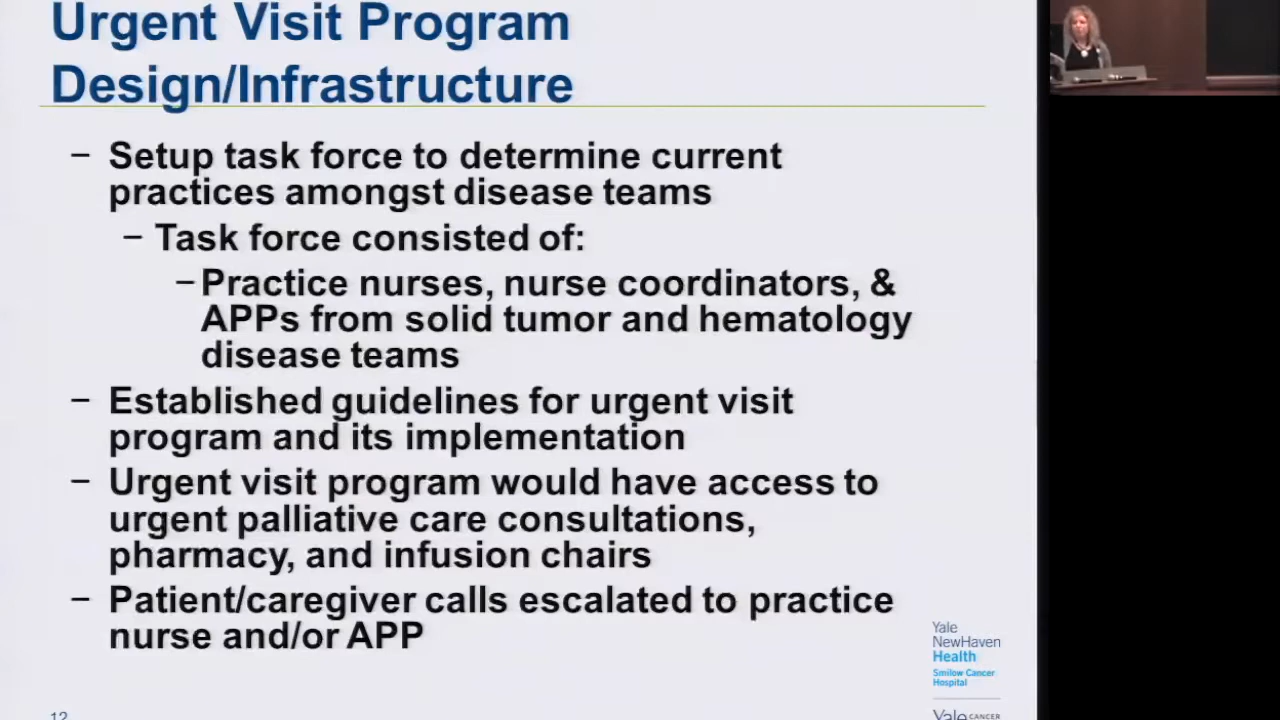 Urgent Visit Program
Design/Infrastructure
– Setup task force to determine current
practices amongst disease teams
– Task force consisted of:
– Practice nurses, nurse coordinators, &
APPs from solid tumor and hematology
disease teams
– Established guidelines for urgent visit
program and its implementation
– Urgent visit program would have access to
urgent palliative care consultations,
pharmacy, and infusion chairs
– Patient/caregiver calls escalated to practice
nurse and/or APP
Yale
NewHaven
Health
Smilow Cancer
Hospital
12
Yale CANCER